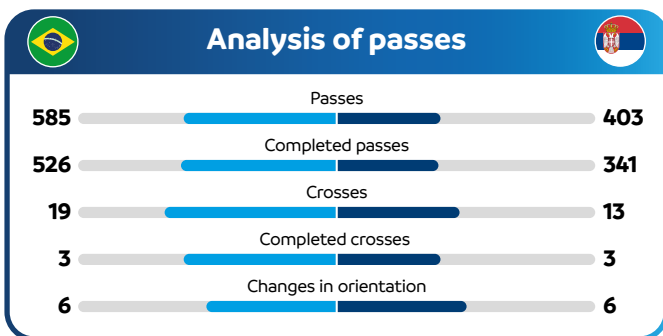 Analysis of passes
Passes
585 403
Completed passes
526 341
Crosses
19 13
Completed crosses
3 3
Changes in orientation
6 6